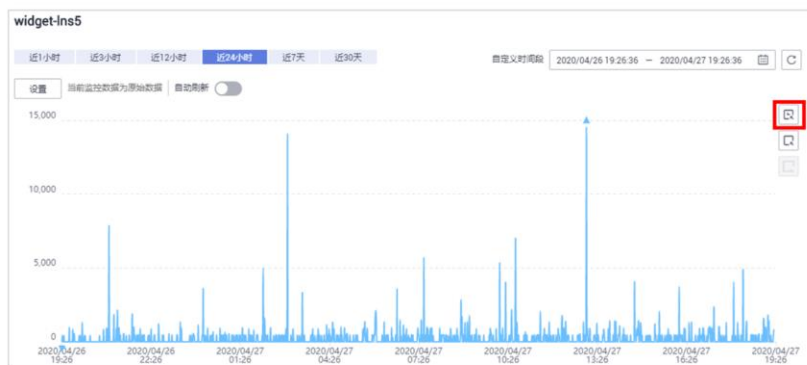 widget-lns5
近1小时 近3小时 近12小时 近24小时 近7天 近30天 自定义时间段 2020/04/26 19:26:36 － 2020/04/27 19:26:36
设置 当前监控数据为原始数据 自动刷新
15,000
10,000
5,000
0
2020/04/26 2020/04/26 2020/04/27 2020/04/27 2020/04/27 2020/04/27 2020/04/27 2020/04/27 2020/04/27
19:26 22:26 01:26 04:26 07:26 10:26 13:26 16:26 19:26